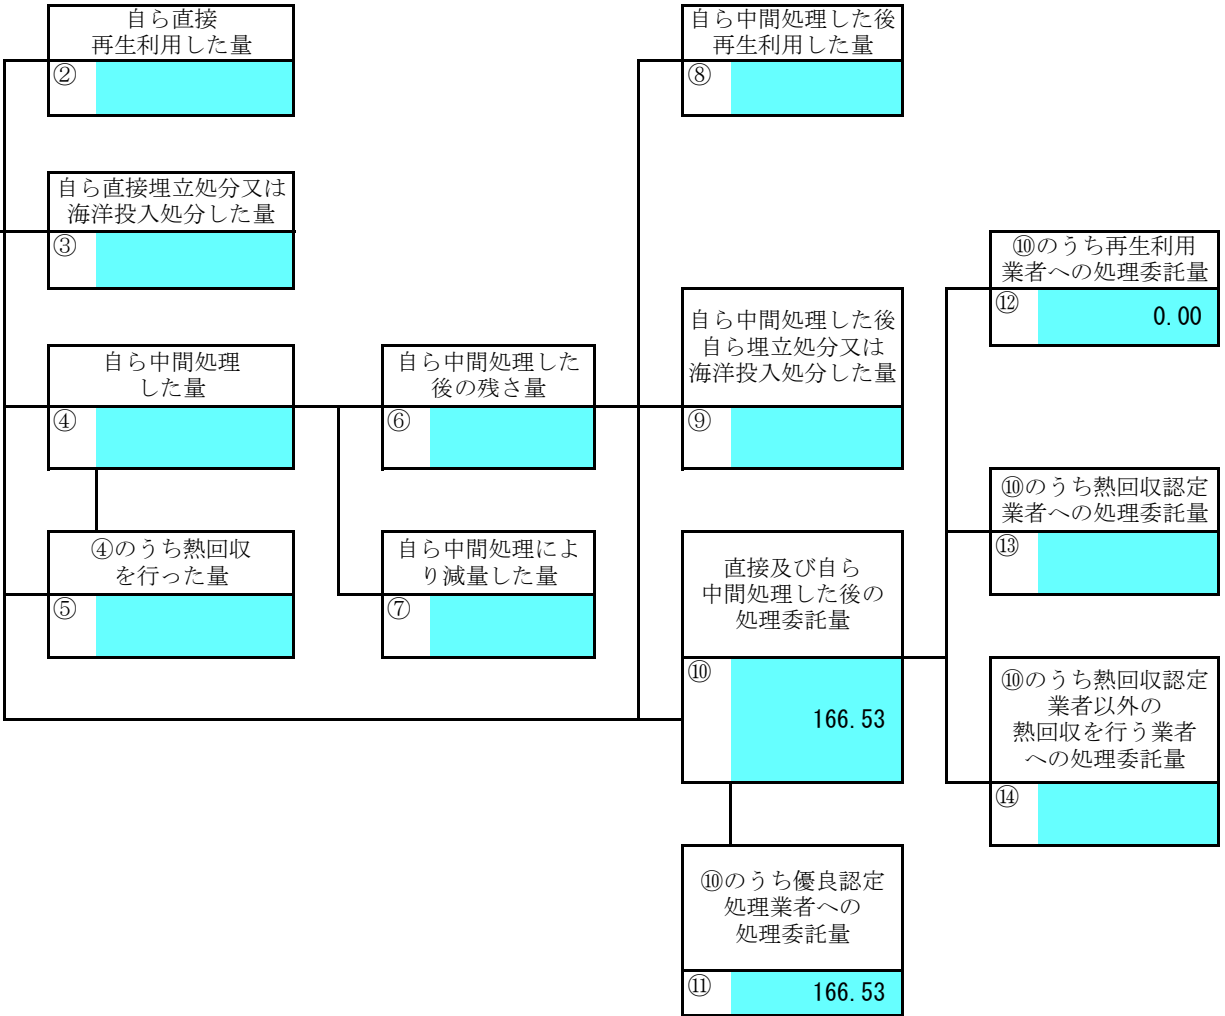 自ら直接
再生利用した量
②
自ら中間処理した後
再生利用した量
⑧
自ら直接埋立処分又は
海洋投入処分した量
③
⑩のうち再生利用
業者への処理委託量
⑫
0.00
自ら中間処理
した量
④
自ら中間処理した
後の残さ量
⑥
自ら中間処理した後
自ら埋立処分又は
海洋投入処分した量
⑨
⑩のうち熱回収認定
業者への処理委託量
⑬
④のうち熱回収
を行った量
⑤
自ら中間処理によ
り減量した量
⑦
直接及び自ら
中間処理した後の
処理委託量
⑩
166.53
⑩のうち熱回収認定
業者以外の
熱回収を行う業者
への処理委託量
⑭
⑩のうち優良認定
処理業者への
処理委託量
⑪
166.53